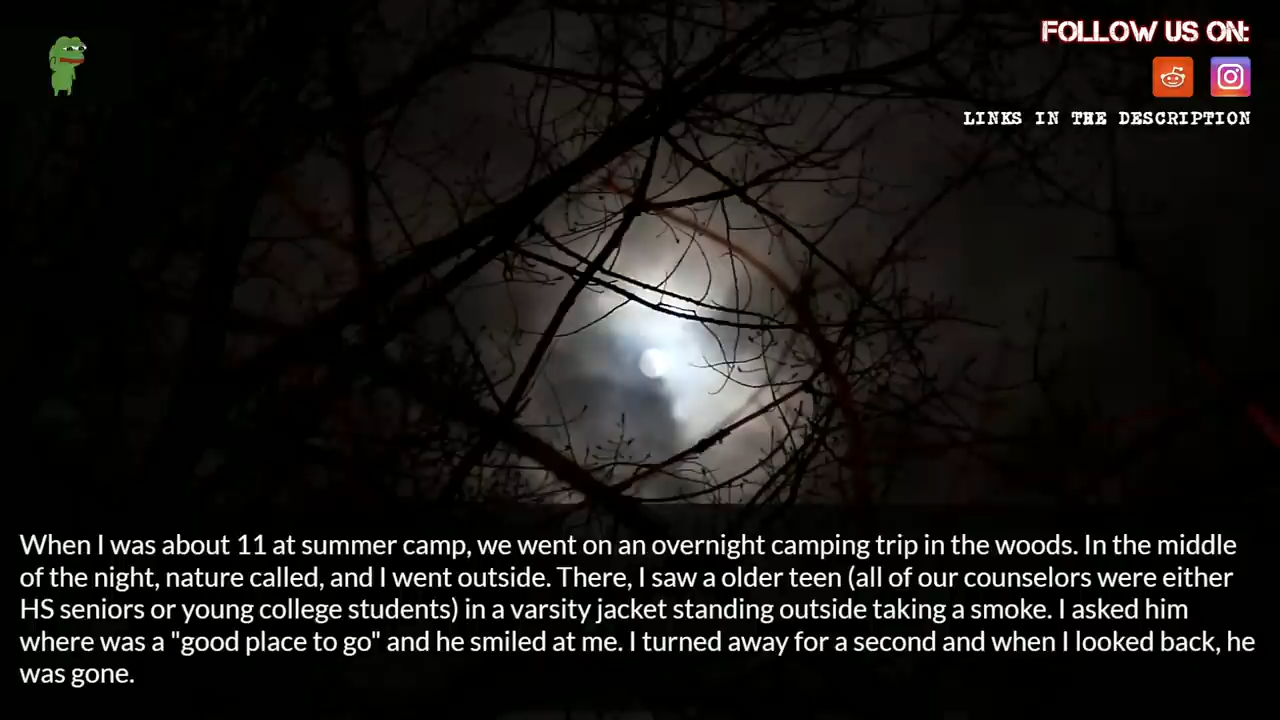 FOLLOW US ON:
LINKS IN THE DESCRIPTION
When I was about 11 at summer camp, we went on an overnight camping trip in the woods. In the middle
of the night, nature called, and I went outside. There, I saw a older teen (all of our counselors were either
HS seniors or young college students) in a varsity jacket standing outside taking a smoke. I asked him
where was a "good place to go" and he smiled at me. I turned away for a second and when I looked back, he
was gone.